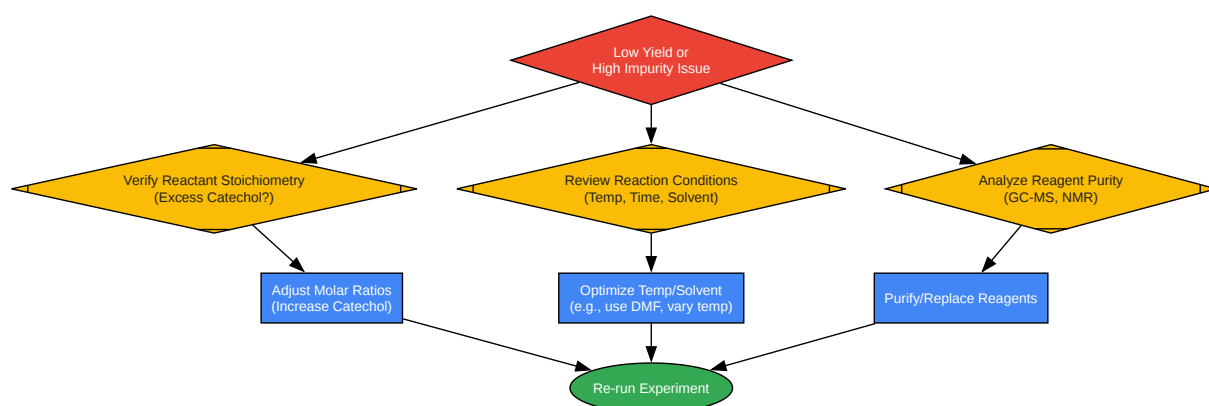 Low Yield or
High Impurity Issue
Verify Reactant Stoichiometry
(Excess Catechol?)
Review Reaction Conditions
(Temp, Time, Solvent)
Analyze Reagent Purity
(GC-MS, NMR)
Adjust Molar Ratios
(Increase Catechol)
Optimize Temp/Solvent
(e.g., use DMF, vary temp)
Purify/Replace Reagents
Re-run Experiment